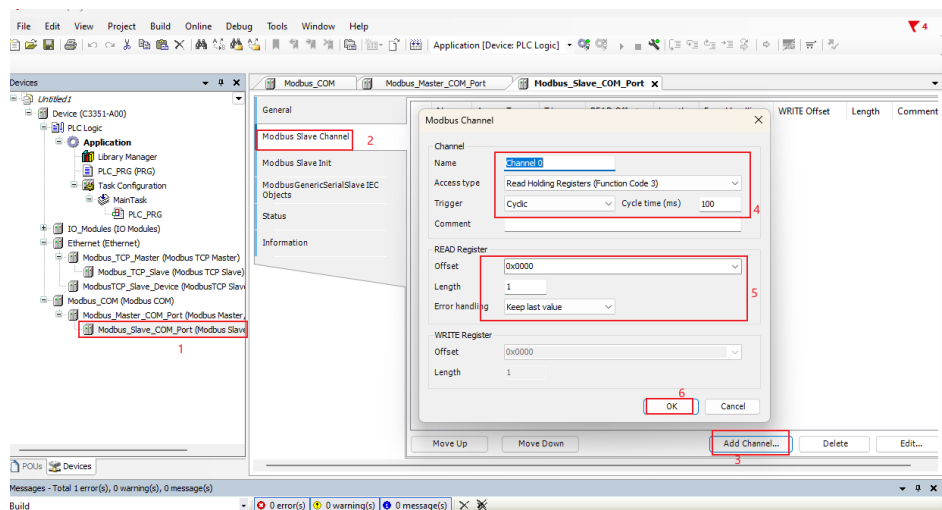 File Edit View Project Build Online Debug Tools Window Help
4
Application [Device: PLC Logic]
Devices
Untitled1
Device (C3351-A00)
PLC Logic
Application
Library Manager
PLC_PRG (PRG)
Task Configuration
MainTask
PLC_PRG
IO_Modules (IO Modules)
Ethernet (Ethernet)
Modbus_TCP_Master (Modbus TCP Master)
Modbus_TCP_Slave (Modbus TCP Slave)
ModbusTCP_Slave_Device (ModbusTCP Slav
Modbus_COM (Modbus COM)
Modbus_Master_COM_Port (Modbus Master,
Modbus_Slave_COM_Port (Modbus Slave
1
POUs Devices
Modbus_COM Modbus_Master_COM_Port Modbus_Slave_COM_Port
General
Modbus Slave Channel 2
Modbus Slave Init
ModbusGenericSerialSlave IEC
Objects
Status
Information
WRITE Offset Length Comment
Modbus Channel
Channel
Name Channel 0
Access type Read Holding Registers (Function Code 3)
Trigger Cyclic Cycle time (ms) 100
4
Comment
READ Register
Offset 0x0000
Length 1
5
Error handling Keep last value
WRITE Register
Offset 0x0000
Length 1
6
OK Cancel
Move Up Move Down Add Channel... Delete Edit...
3
Messages - Total 1 error(s), 0 warning(s), 0 message(s)
Build 0 error(s) 0 warning(s) 0 message(s)